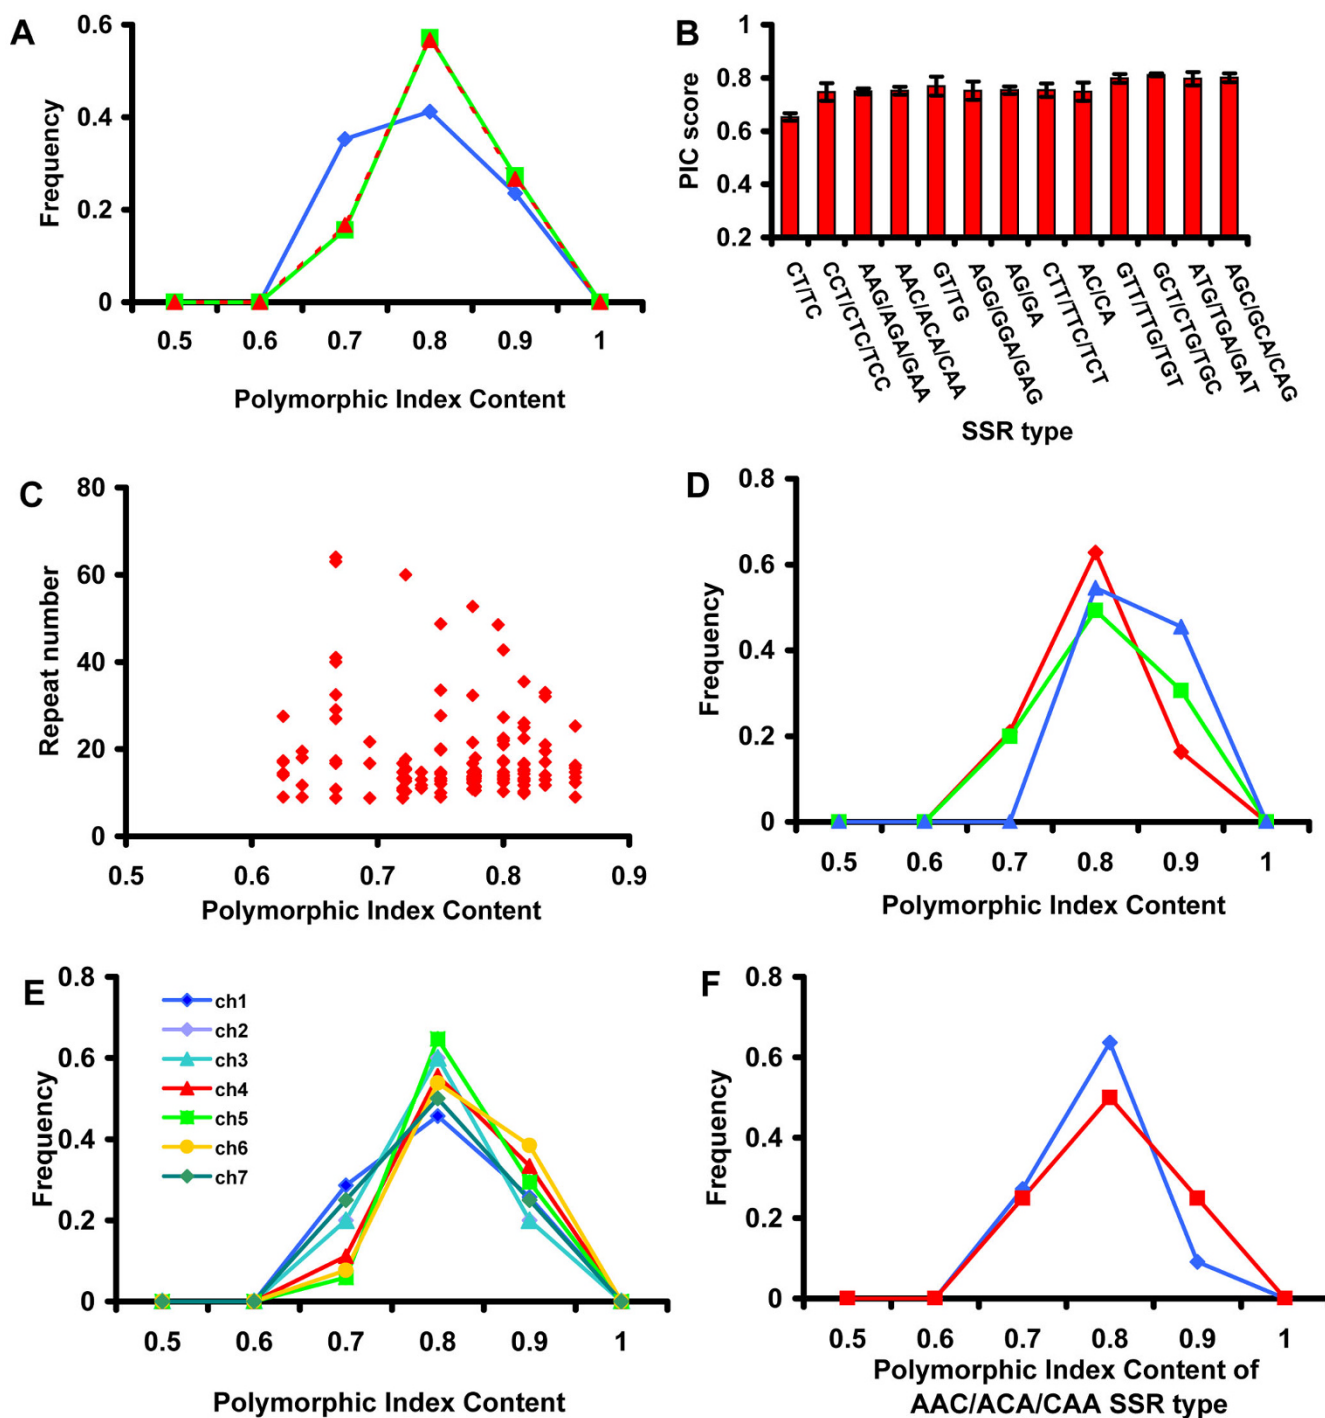 A
Frequency
0.6
0.4
0.2
0
0.5 0.6 0.7 0.8 0.9 1
Polymorphic Index Content
B
PIC score
1
0.8
0.6
0.4
0.2
CT/TC
CCT/CTC/TCC
AAG/AGA/GAA
AAC/ACA/CAA
GT/TG
AGG/GGA/GAG
AG/GA
CTT/TTC/TCT
AC/CA
GTT/TTG/TGT
GCT/CTG/TGC
ATG/TGA/GAT
AGC/GCA/CAG
SSR type
C
Repeat number
80
60
40
20
0
0.5 0.6 0.7 0.8 0.9
Polymorphic Index Content
D
Frequency
0.8
0.6
0.4
0.2
0
0.5 0.6 0.7 0.8 0.9 1
Polymorphic Index Content
E
Frequency
0.8
0.6
0.4
0.2
0
ch1
ch2
ch3
ch4
ch5
ch6
ch7
0.5 0.6 0.7 0.8 0.9 1
Polymorphic Index Content
F
Frequency
0.8
0.6
0.4
0.2
0
0.5 0.6 0.7 0.8 0.9 1
Polymorphic Index Content of
AAC/ACA/CAA SSR type